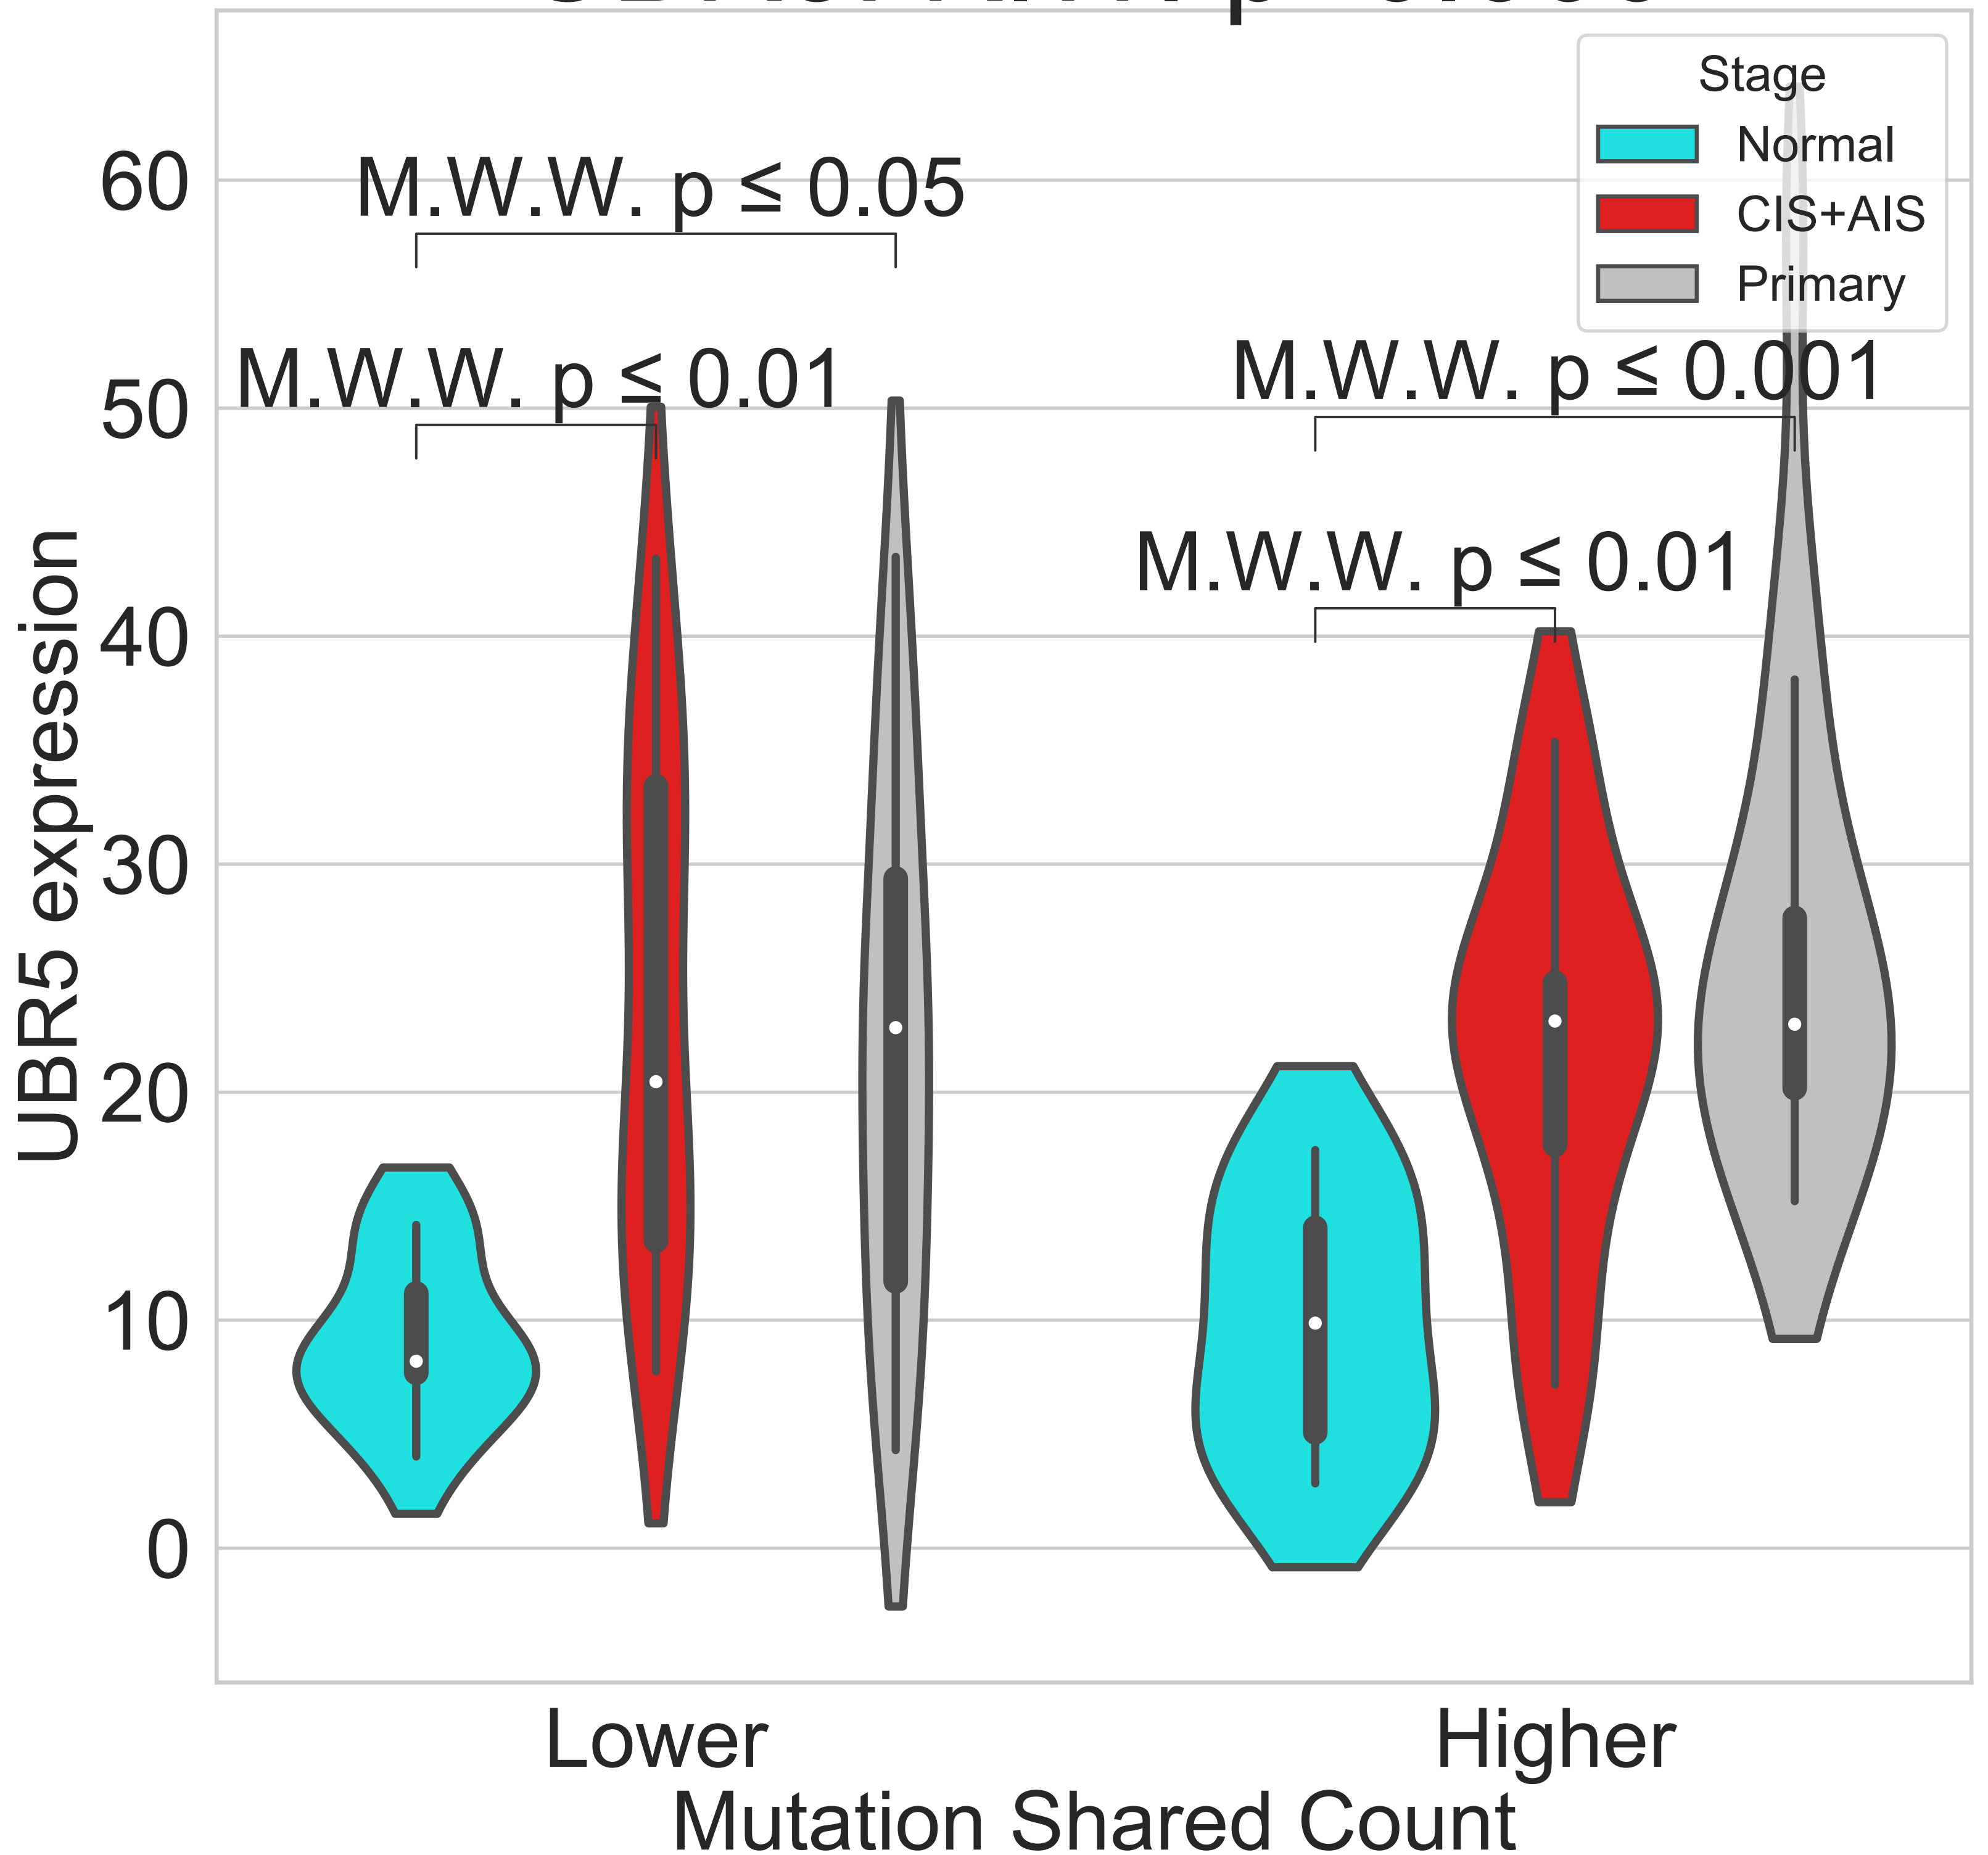 Stage
Normal
CIS+AIS
Primary
60
50
40
30
20
10
0
UBR5 expression
M.W.W. p ≤ 0.05
M.W.W. p ≤ 0.01
M.W.W. p ≤ 0.001
M.W.W. p ≤ 0.01
Lower
Higher
Mutation Shared Count